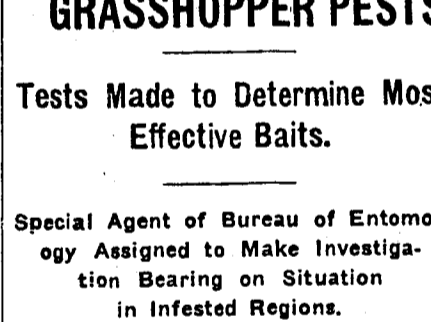 GRASSHOPPER PESTS
Tests Made to Determine Mos
Effective Baits.
Special Agent of Bureau of Entomo
ogy Assigned to Make Investiga-
tion Bearing on Situation
in Infested Regions.